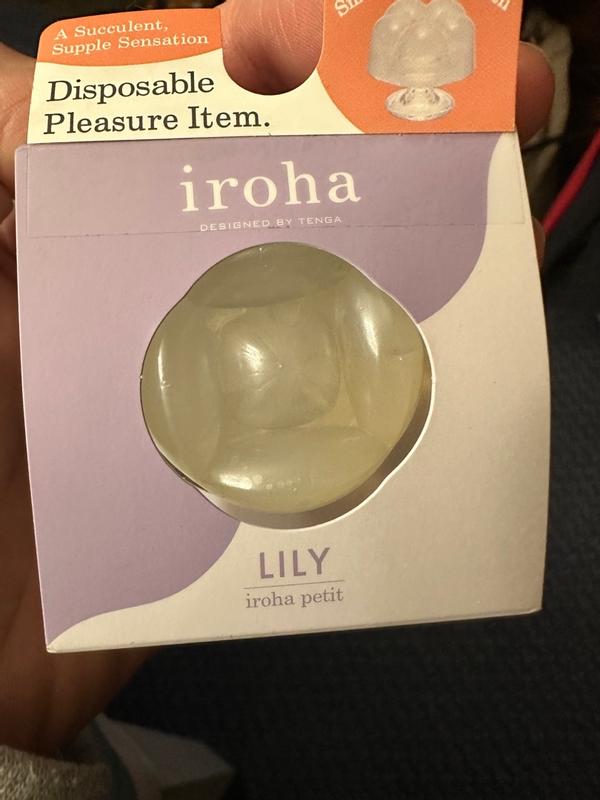 A Succulent,
Supple Sensation
Disposable
Pleasure Item.
iroha
DESIGNED BY TENGA
LILY
iroha petit